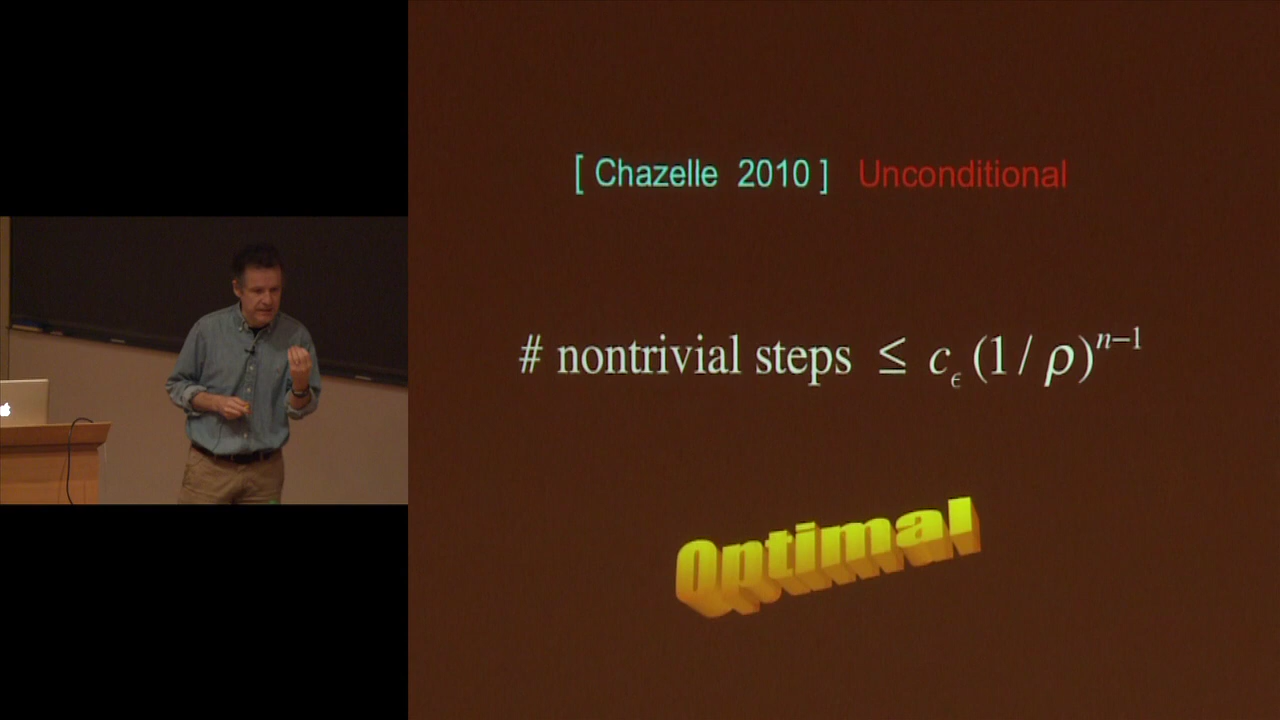 [ Chazelle 2010 ] Unconditional
# nontrivial steps ≤ c_ϵ (1/ρ)^{n−1}
Optimal